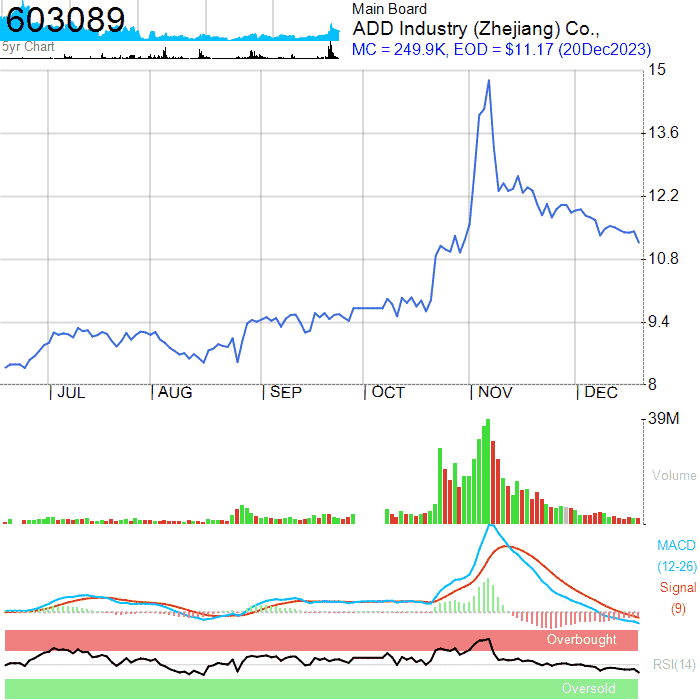 603089
5yr Chart
Main Board
ADD Industry (Zhejiang) Co.,
MC = 249.9K, EOD = $11.17 (20Dec2023)
15
13.6
12.2
10.8
9.4
8
JUL AUG SEP OCT NOV DEC
39M
Volume
MACD
(12-26)
Signal
(9)
Overbought
RSI(14)
Oversold